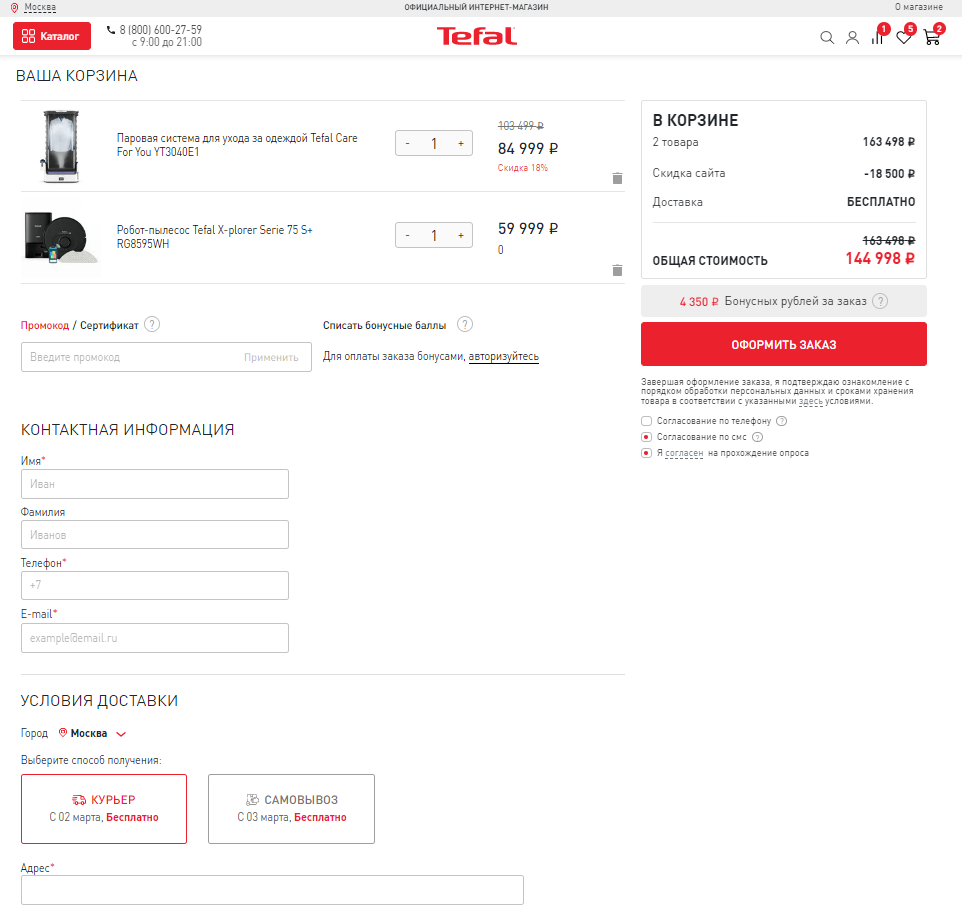 Москва
ОФИЦИАЛЬНЫЙ ИНТЕРНЕТ-МАГАЗИН
О магазине
Каталог
8 (800) 600-27-59
с 9:00 до 21:00
Tefal
1
5
2
ВАША КОРЗИНА
Паровая система для ухода за одеждой Tefal Care
For You YT3040E1
- 1 +
103 499 ₽
84 999 ₽
Скидка 18%
Робот-пылесос Tefal X-plorer Serie 75 S+
RG8595WH
- 1 +
59 999 ₽
0
Промокод / Сертификат ?
Введите промокод Применить
Списать бонусные баллы ?
Для оплаты заказа бонусами, авторизуйтесь
В КОРЗИНЕ
2 товара 163 498 ₽
Скидка сайта -18 500 ₽
Доставка БЕСПЛАТНО
163 498 ₽
ОБЩАЯ СТОИМОСТЬ 144 998 ₽
4 350 ₽ Бонусных рублей за заказ ?
ОФОРМИТЬ ЗАКАЗ
Завершая оформление заказа, я подтверждаю ознакомление с
порядком обработки персональных данных и сроками хранения
товара в соответствии с указанными здесь условиями.
Согласование по телефону ?
Согласование по смс ?
Я согласен на прохождение опроса
КОНТАКТНАЯ ИНФОРМАЦИЯ
Имя*
Иван
Фамилия
Иванов
Телефон*
+7
E-mail*
example@email.ru
УСЛОВИЯ ДОСТАВКИ
Город Москва
Выберите способ получения:
КУРЬЕР
С 02 марта, Бесплатно
САМОВЫВОЗ
С 03 марта, Бесплатно
Адрес*